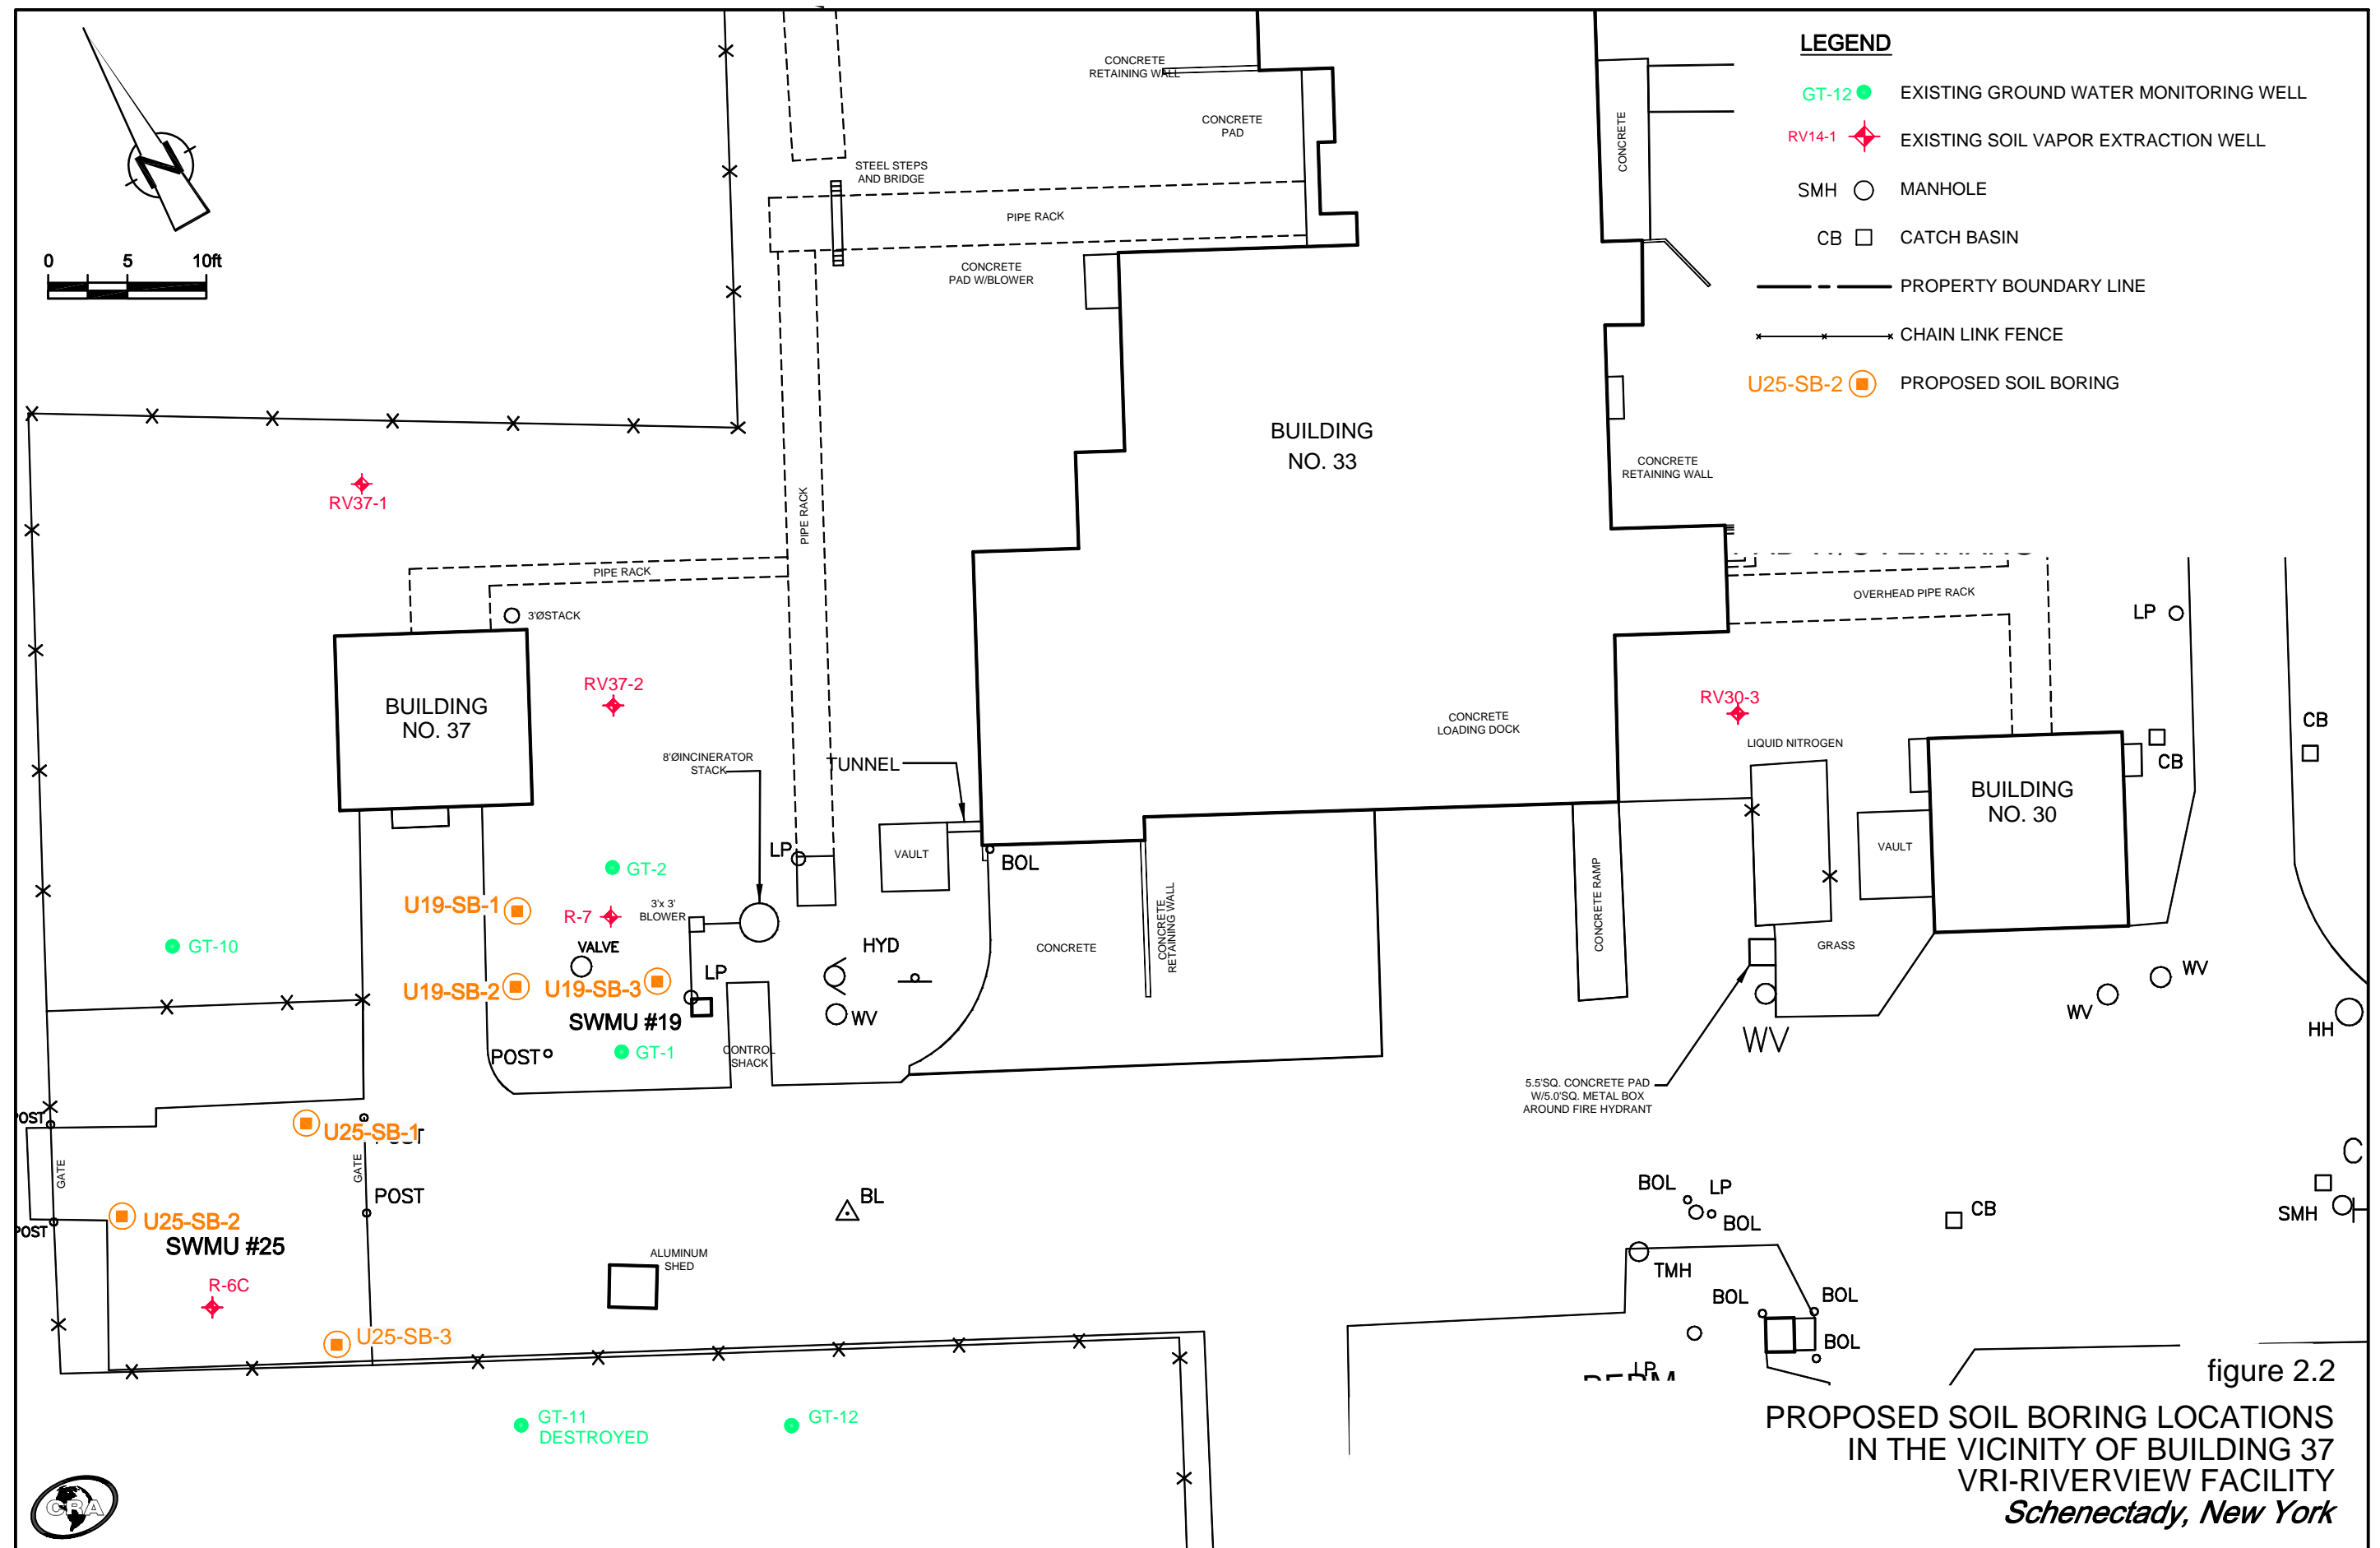 LEGEND
GT-12 EXISTING GROUND WATER MONITORING WELL
RV14-1 EXISTING SOIL VAPOR EXTRACTION WELL
SMH MANHOLE
CB CATCH BASIN
PROPERTY BOUNDARY LINE
CHAIN LINK FENCE
U25-SB-2 PROPOSED SOIL BORING
N
0 5 10ft
CONCRETE
RETAINING WALL
CONCRETE
PAD
CONCRETE
STEEL STEPS
AND BRIDGE
PIPE RACK
CONCRETE
PAD W/BLOWER
BUILDING
NO. 33
CONCRETE
RETAINING WALL
RV37-1
PIPE RACK
PIPE RACK
3'ØSTACK
OVERHEAD PIPE RACK
LP
BUILDING
NO. 37
RV37-2
RV30-3
CONCRETE
LOADING DOCK
CB
CB
LIQUID NITROGEN
8'ØINCINERATOR
STACK
TUNNEL
BUILDING
NO. 30
VAULT
LP
VAULT
BOL
GT-2
U19-SB-1
R-7
3'x 3'
BLOWER
CONCRETE
CONCRETE
RETAINING WALL
CONCRETE RAMP
GRASS
GT-10
VALVE
HYD
LP
U19-SB-2
U19-SB-3
SWMU #19
WV
WV
WV
WV
HH
POST
GT-1
CONTROL
SHACK
5.5'SQ. CONCRETE PAD
W/5.0'SQ. METAL BOX
AROUND FIRE HYDRANT
POST
U25-SB-1
POST
GATE
GATE
POST
U25-SB-2
SWMU #25
POST
BL
BOL
LP
BOL
CB
C
SMH
ALUMINUM
SHED
TMH
R-6C
BOL
BOL
BOL
LP
U25-SB-3
GT-11
DESTROYED
GT-12
figure 2.2
PROPOSED SOIL BORING LOCATIONS
IN THE VICINITY OF BUILDING 37
VRI-RIVERVIEW FACILITY
Schenectady, New York
CRA